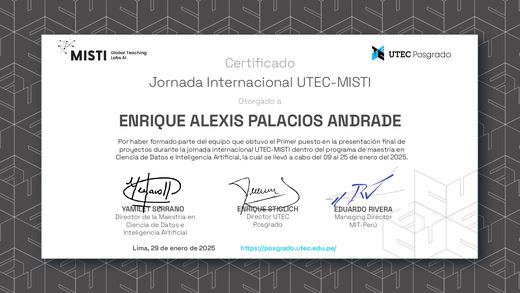 MISTI Global Teaching
Labs AI
UTEC Posgrado
Certificado
Jornada Internacional UTEC-MISTI
Otorgado a
ENRIQUE ALEXIS PALACIOS ANDRADE
Por haber formado parte del equipo que obtuvo el Primer puesto en la presentación final de
proyectos durante la jornada internacional UTEC-MISTI dentro del programa de maestría en
Ciencia de Datos e Inteligencia Artificial, la cual se llevó a cabo del 09 al 25 de enero del 2025.
YAMILET SERRANO
Director de la Maestría en
Ciencia de Datos e
Inteligencia Artificial
ENRIQUE STIGLICH
Director UTEC
Posgrado
EDUARDO RIVERA
Managing Director
MIT-Perú
Lima, 29 de enero de 2025
https://posgrado.utec.edu.pe/